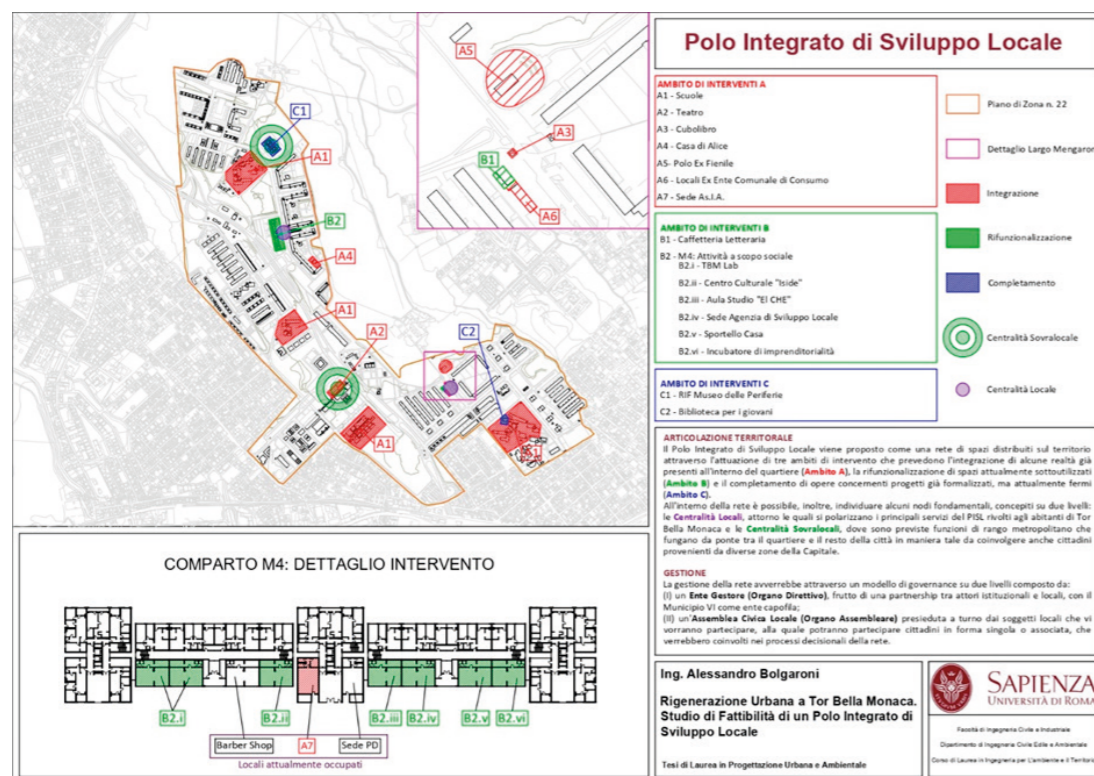 Polo Integrato di Sviluppo Locale
AMBITO DI INTERVENTI A
A1 - Scuole
A2 - Teatro
A3 - Cubolibro
A4 - Casa di Alice
A5- Polo Ex Fienile
A6 - Locali Ex Ente Comunale di Consumo
A7 - Sede As.I.A.
AMBITO DI INTERVENTI B
B1 - Caffetteria Letteraria
B2 - M4: Attività a scopo sociale
B2.i - TBM Lab
B2.ii - Centro Culturale "Iside"
B2.iii - Aula Studio "El CHE"
B2.iv - Sede Agenzia di Sviluppo Locale
B2.v - Sportello Casa
B2.vi - Incubatore di imprenditorialità
AMBITO DI INTERVENTI C
C1 - RIF Museo delle Periferie
C2 - Biblioteca per i giovani
Piano di Zona n. 22
Dettaglio Largo Mengaron
Integrazione
Rifunzionalizzazione
Completamento
Centralità Sovralocale
Centralità Locale
ARTICOLAZIONE TERRITORIALE
Il Polo Integrato di Sviluppo Locale viene proposto come una rete di spazi distribuiti sul territorio
attraverso l'attuazione di tre ambiti di intervento che prevedono l'integrazione di alcune realtà già
presenti all'interno del quartiere (Ambito A), la rifunzionalizzazione di spazi attualmente sottoutilizzati
(Ambito B) e il completamento di opere concernenti progetti già formalizzati, ma attualmente fermi
(Ambito C).
All'interno della rete è possibile, inoltre, individuare alcuni nodi fondamentali, concepiti su due livelli:
le Centralità Locali, attorno le quali si polarizzano i principali servizi del PISL rivolti agli abitanti di Tor
Bella Monaca e le Centralità Sovralocali, dove sono previste funzioni di rango metropolitano che
fungano da ponte tra il quartiere e il resto della città in maniera tale da coinvolgere anche cittadini
provenienti da diverse zone della Capitale.
GESTIONE
La gestione della rete avverrebbe attraverso un modello di governance su due livelli composto da:
(I) un Ente Gestore (Organo Direttivo), frutto di una partnership tra attori istituzionali e locali, con il
Municipio VI come ente capofila;
(II) un'Assemblea Civica Locale (Organo Assembleare) presieduta a turno dai soggetti locali che vi
vorranno partecipare, alla quale potranno partecipare cittadini in forma singola o associata, che
verrebbero coinvolti nei processi decisionali della rete.
Ing. Alessandro Bolgaroni
Rigenerazione Urbana a Tor Bella Monaca.
Studio di Fattibilità di un Polo Integrato di
Sviluppo Locale
Tesi di Laurea in Progettazione Urbana e Ambientale
SAPIENZA
UNIVERSITÀ DI ROMA
Facoltà di Ingegneria Civile e Industriale
Dipartimento di Ingegneria Civile Edile e Ambientale
Corso di Laurea in Ingegneria per L'ambiente e il Territorio
C1
A1
B2
A4
A1
A2
C2
A1
A1
A5
A3
B1
A6
COMPARTO M4: DETTAGLIO INTERVENTO
B2.i
B2.ii
B2.iii
B2.iv
B2.v
B2.vi
Barber Shop
A7
Sede PD
Locali attualmente occupati